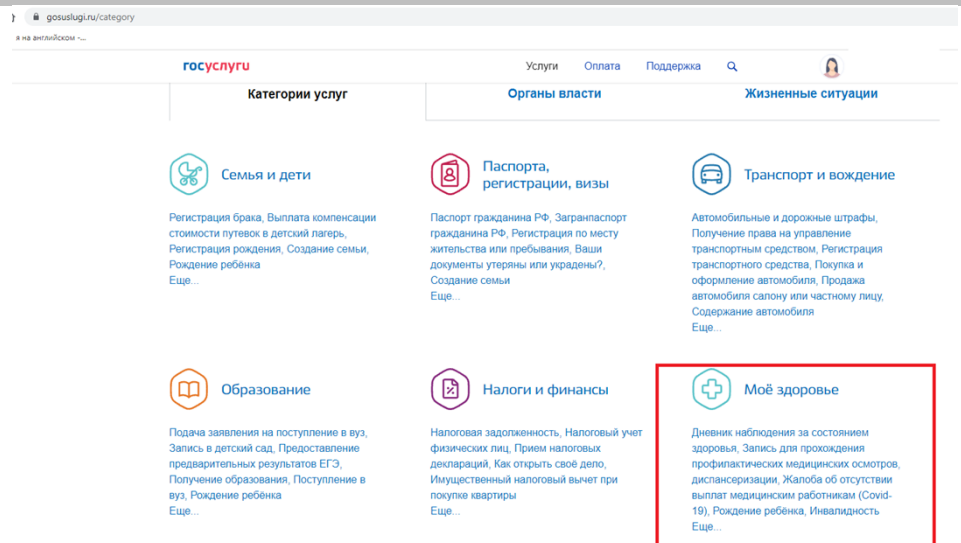 gosuslugi.ru/category
я на английском -...
госуслуги
Услуги Оплата Поддержка
Категории услуг
Органы власти
Жизненные ситуации
Семья и дети
Регистрация брака, Выплата компенсации
стоимости путевок в детский лагерь,
Регистрация рождения, Создание семьи,
Рождение ребёнка
Еще...
Паспорта,
регистрации, визы
Паспорт гражданина РФ, Загранпаспорт
гражданина РФ, Регистрация по месту
жительства или пребывания, Ваши
документы утеряны или украдены?,
Создание семьи
Еще...
Транспорт и вождение
Автомобильные и дорожные штрафы,
Получение права на управление
транспортным средством, Регистрация
транспортного средства, Покупка и
оформление автомобиля, Продажа
автомобиля салону или частному лицу,
Содержание автомобиля
Еще...
Образование
Подача заявления на поступление в вуз,
Запись в детский сад, Предоставление
предварительных результатов ЕГЭ,
Получение образования, Поступление в
вуз, Рождение ребёнка
Еще...
Налоги и финансы
Налоговая задолженность, Налоговый учет
физических лиц, Прием налоговых
деклараций, Как открыть своё дело,
Имущественный налоговый вычет при
покупке квартиры
Еще...
Моё здоровье
Дневник наблюдения за состоянием
здоровья, Запись для прохождения
профилактических медицинских осмотров,
диспансеризации, Жалоба об отсутствии
выплат медицинским работникам (Covid-
19), Рождение ребёнка, Инвалидность
Еще...